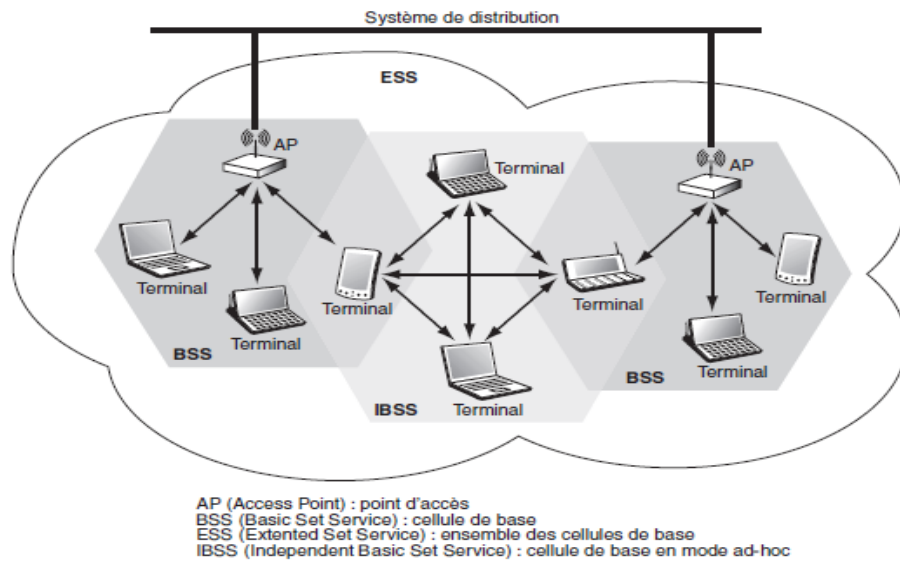 Système de distribution
ESS
AP
AP
Terminal
Terminal
Terminal
Terminal
Terminal
Terminal
Terminal
BSS
BSS
Terminal
IBSS
Terminal
AP (Access Point) : point d'accès
BSS (Basic Set Service) : cellule de base
ESS (Extented Set Service) : ensemble des cellules de base
IBSS (Independent Basic Set Service) : cellule de base en mode ad-hoc